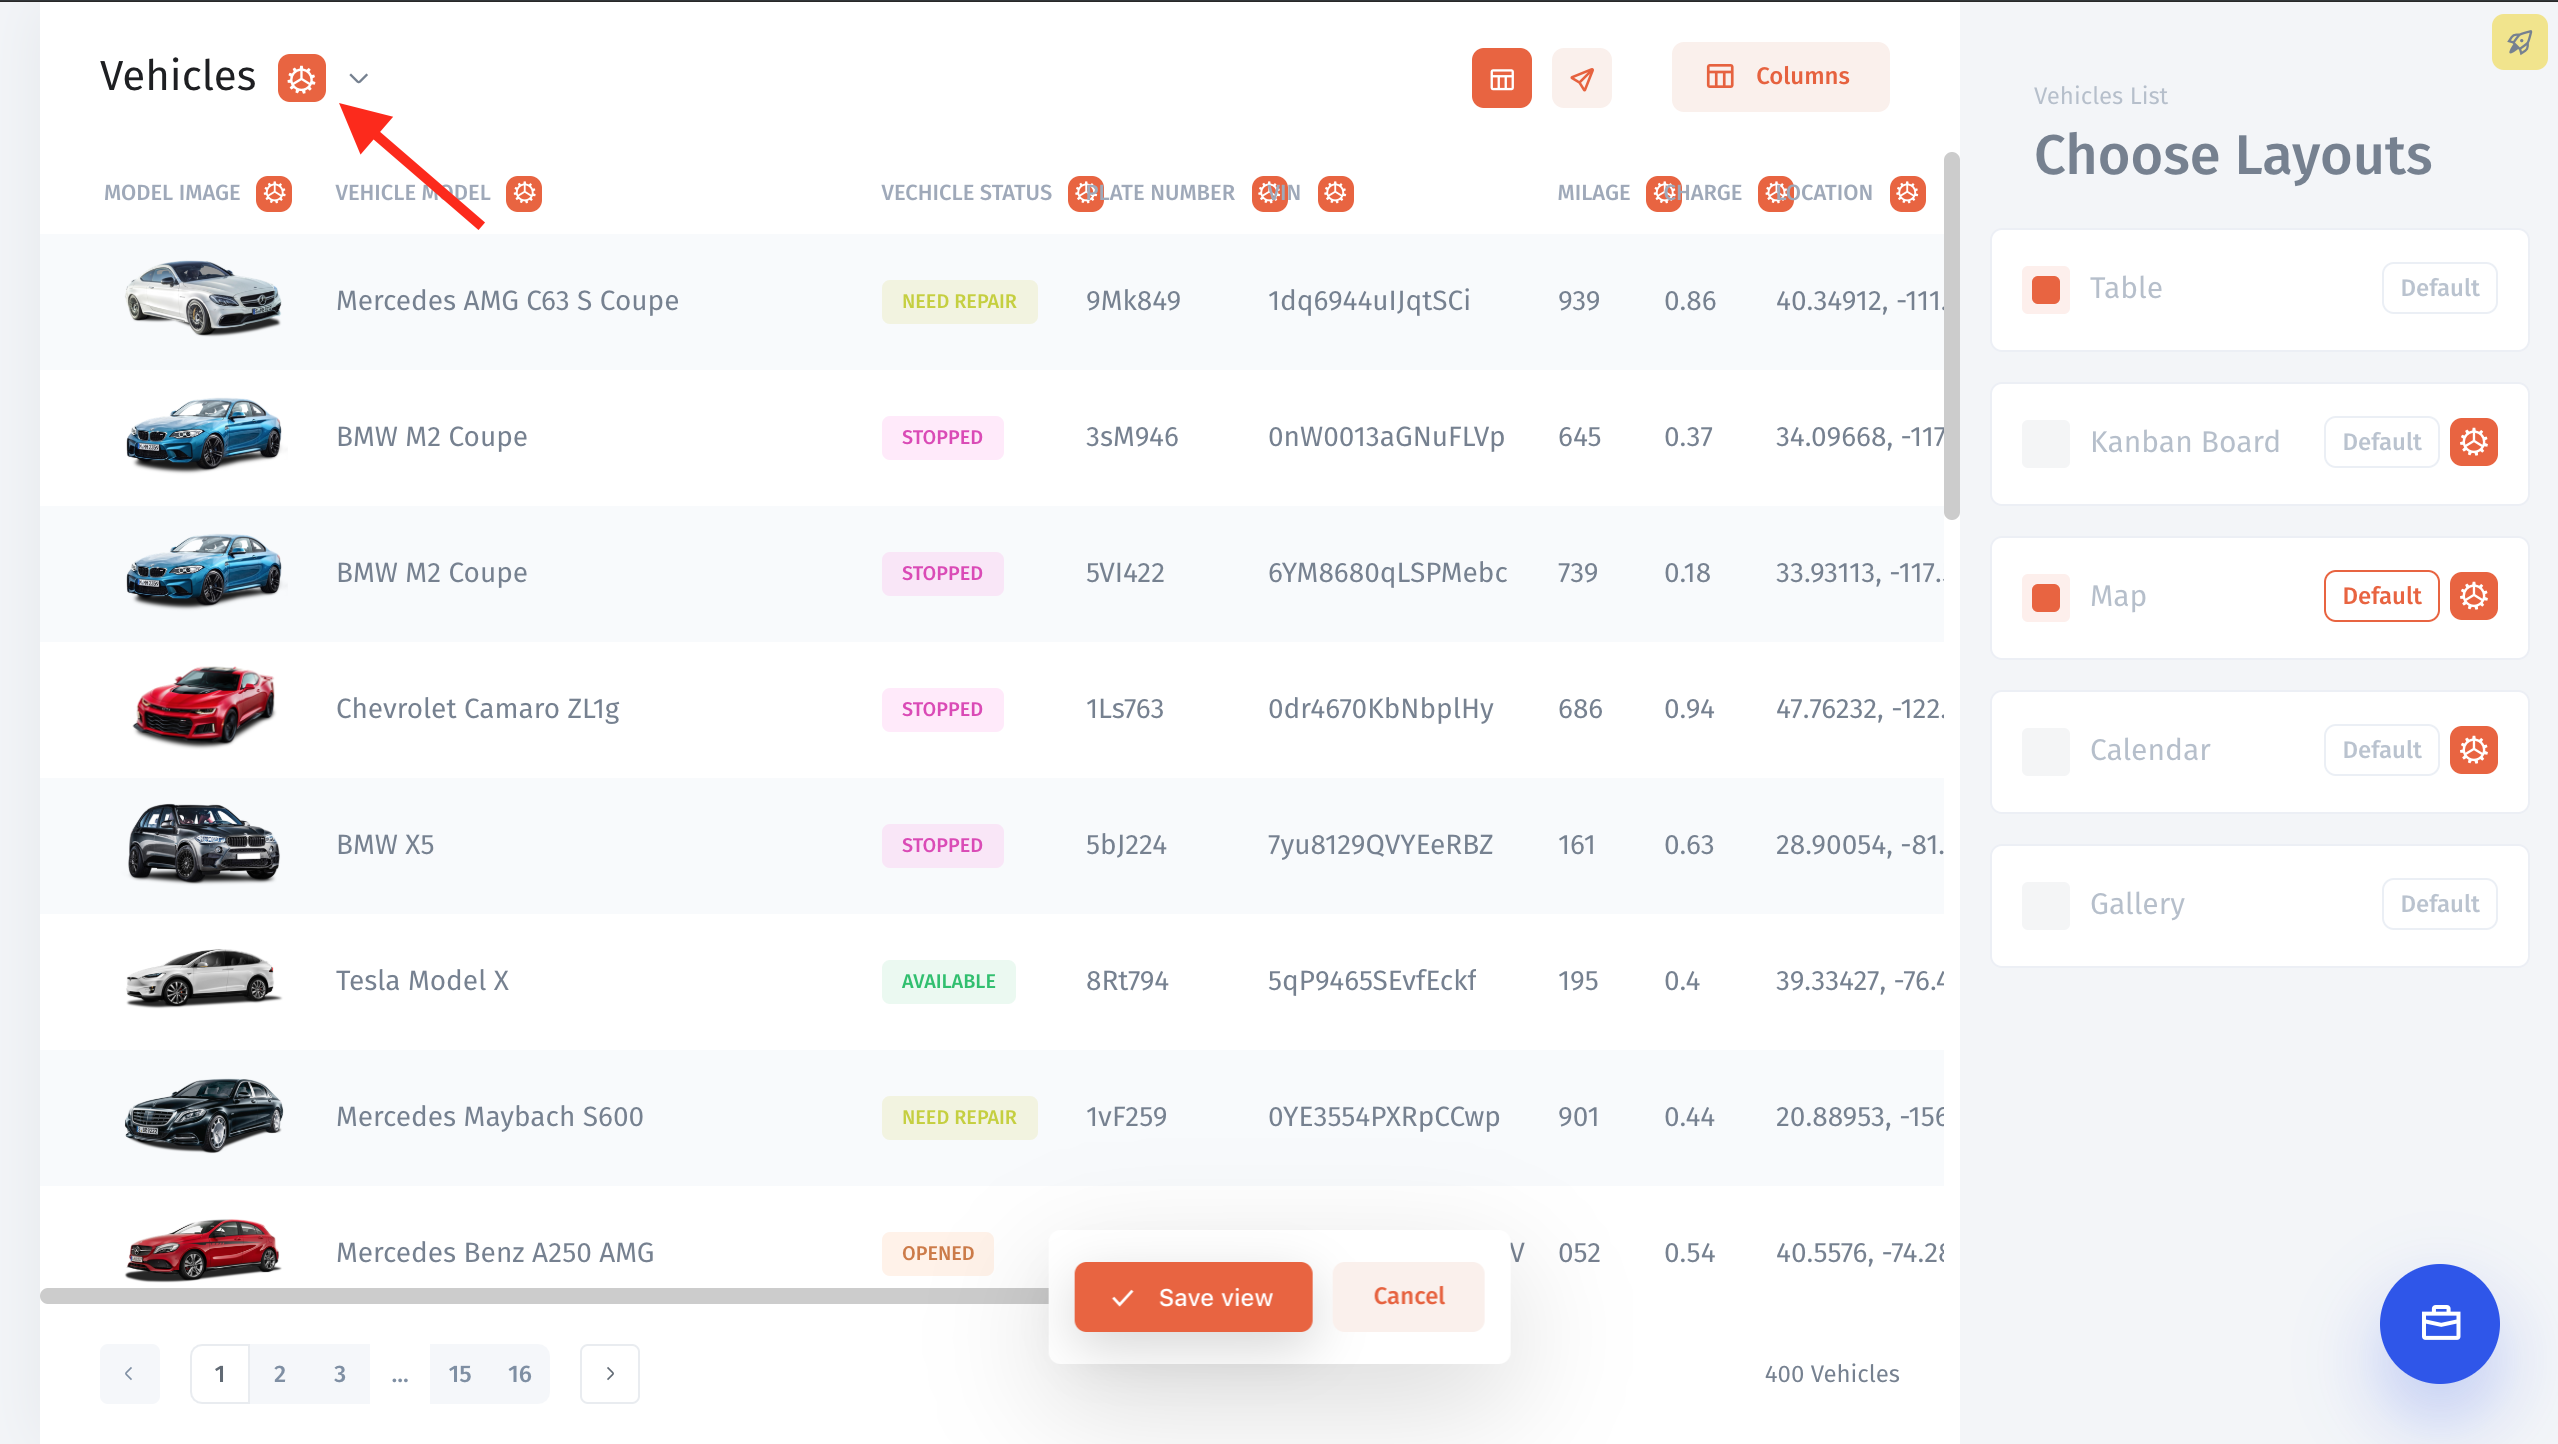 Vehicles
Columns
MODEL IMAGE VEHICLE MODEL VECHICLE STATUS PLATE NUMBER VIN MILAGE CHARGE LOCATION
Mercedes AMG C63 S Coupe NEED REPAIR 9Mk849 1dq6944uIJqtSCi 939 0.86 40.34912, -111.
BMW M2 Coupe STOPPED 3sM946 0nW0013aGNuFLVp 645 0.37 34.09668, -117
BMW M2 Coupe STOPPED 5VI422 6YM8680qLSPMebc 739 0.18 33.93113, -117.
Chevrolet Camaro ZL1g STOPPED 1Ls763 0dr4670KbNbplHy 686 0.94 47.76232, -122.
BMW X5 STOPPED 5bJ224 7yu8129QVYEeRBZ 161 0.63 28.90054, -81.
Tesla Model X AVAILABLE 8Rt794 5qP9465SEvfEckf 195 0.4 39.33427, -76.4
Mercedes Maybach S600 NEED REPAIR 1vF259 0YE3554PXRpCCwp 901 0.44 20.88953, -156
Mercedes Benz A250 AMG OPENED V 052 0.54 40.5576, -74.28
Save view Cancel
1 2 3 ... 15 16
400 Vehicles
Vehicles List
Choose Layouts
Table Default
Kanban Board Default
Map Default
Calendar Default
Gallery Default